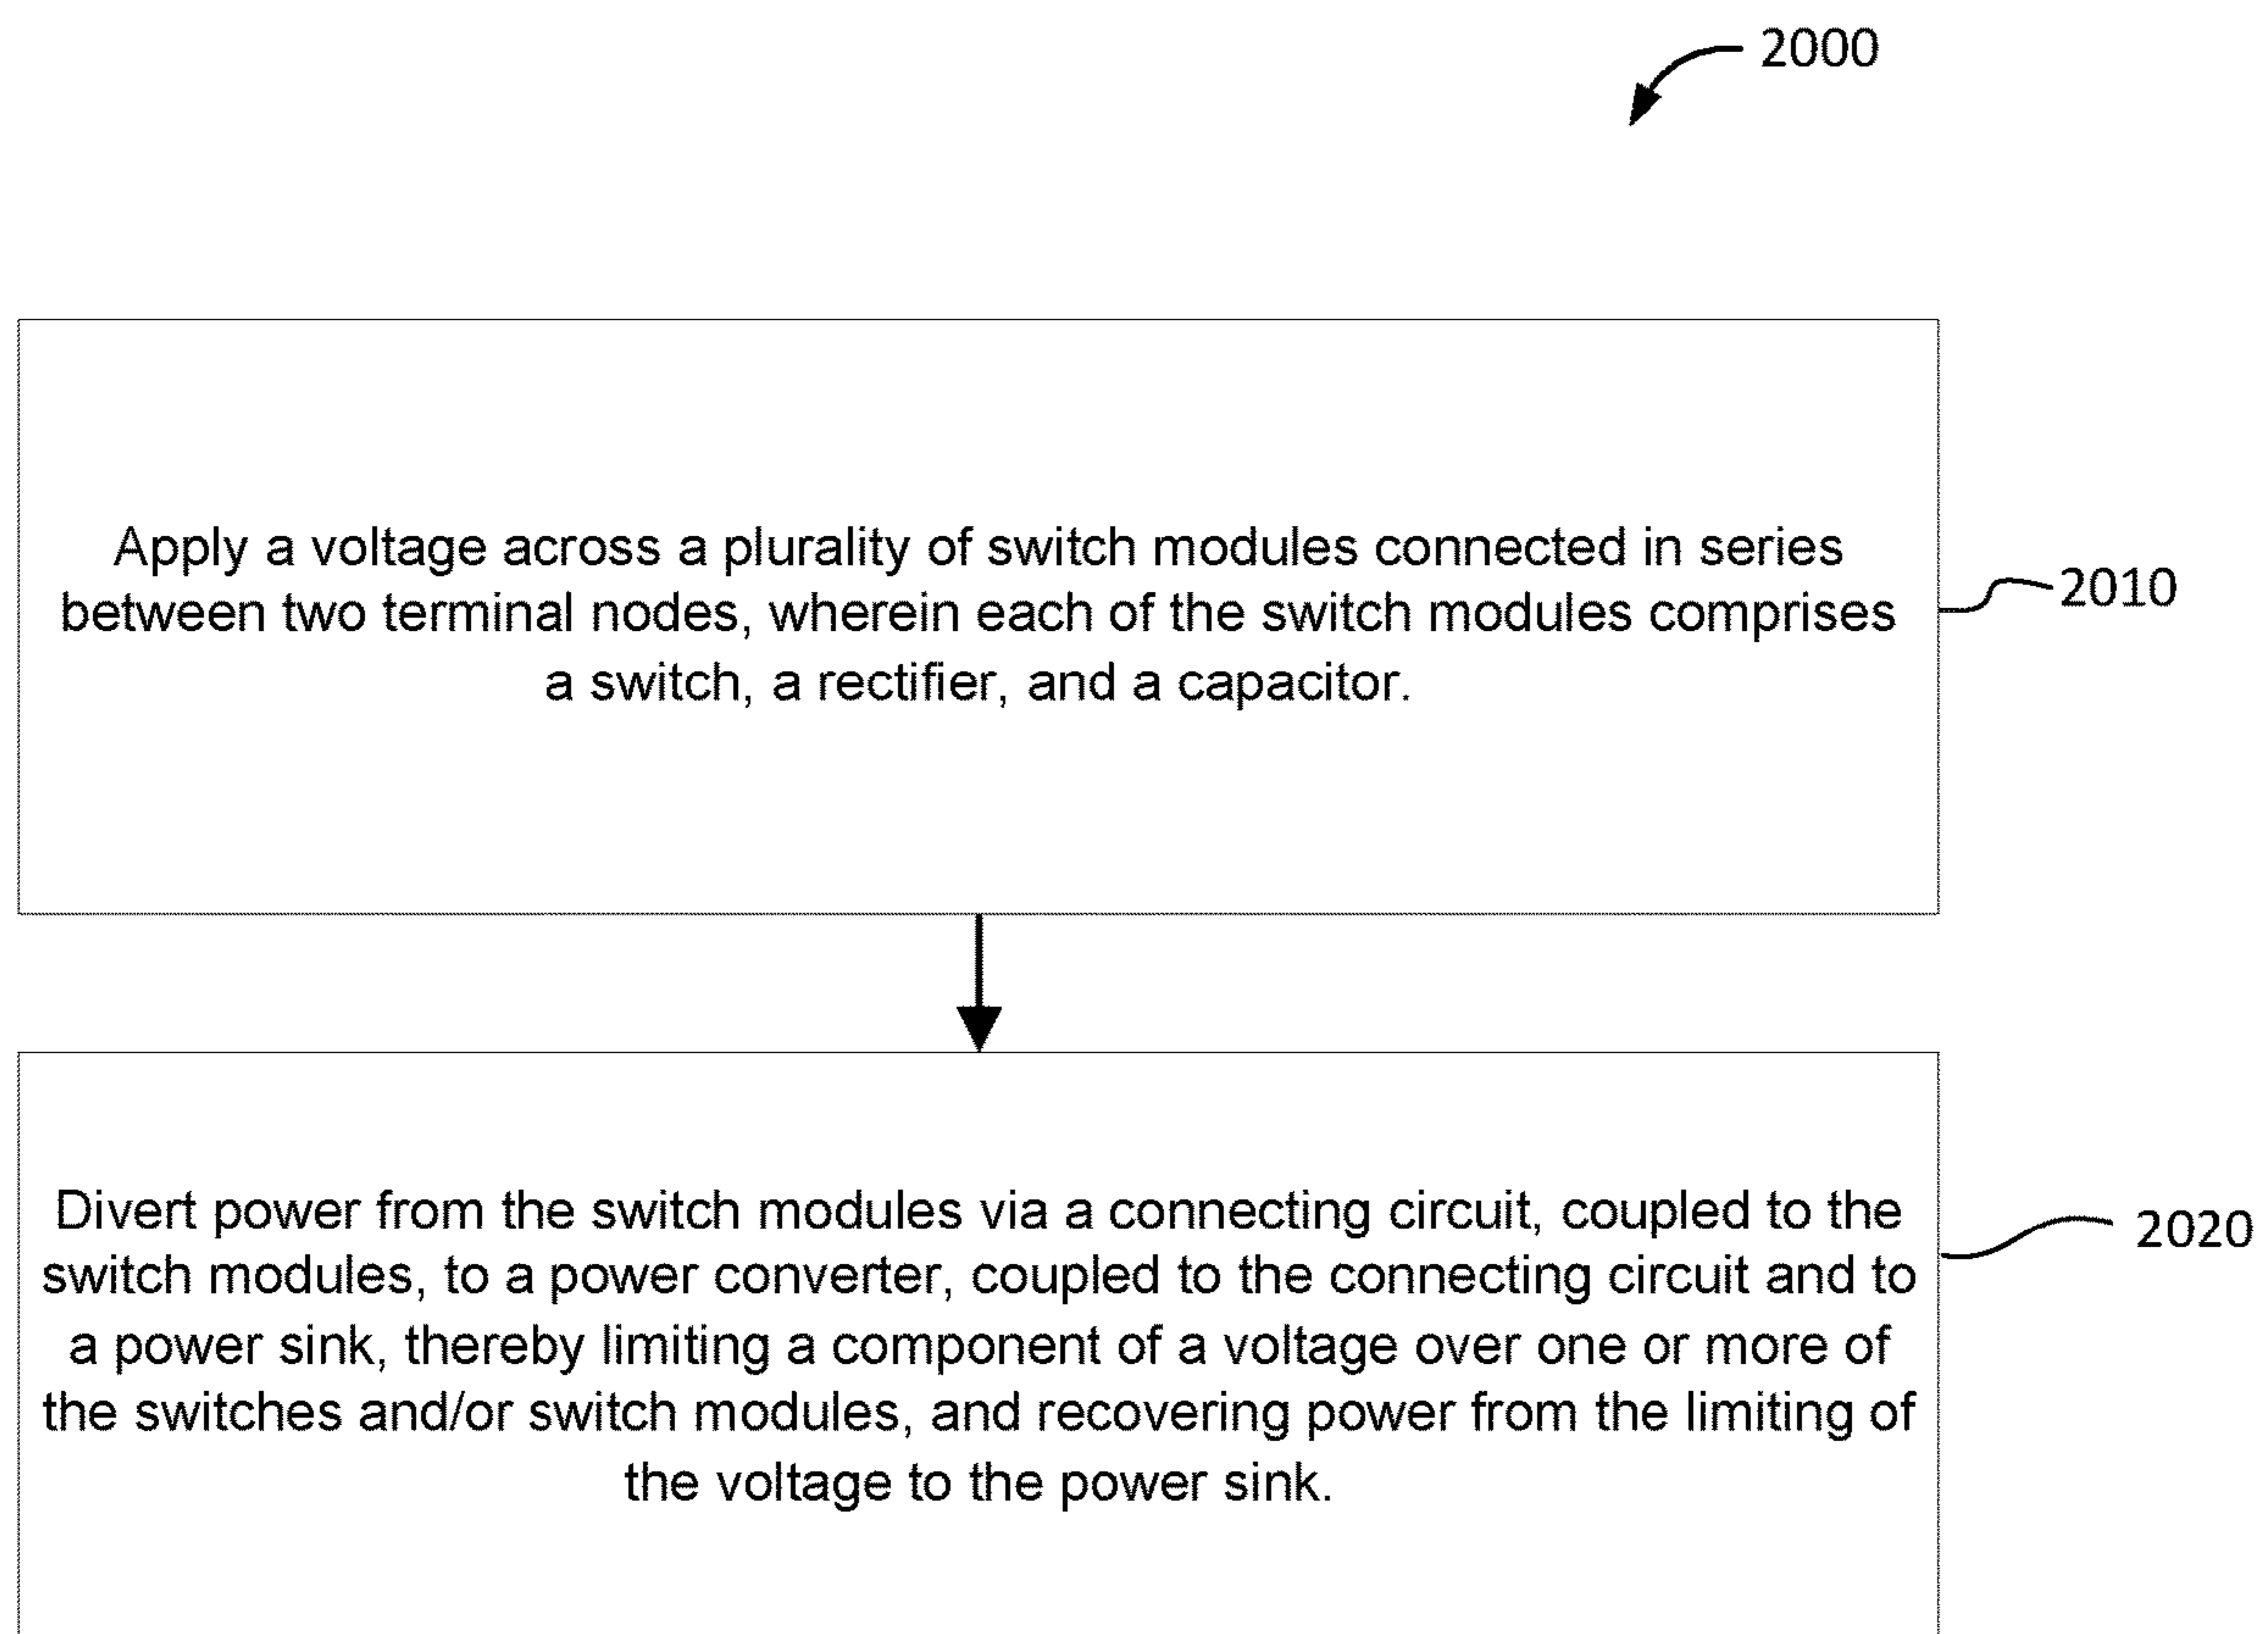 2000
Apply a voltage across a plurality of switch modules connected in series
between two terminal nodes, wherein each of the switch modules comprises
a switch, a rectifier, and a capacitor.
2010
Divert power from the switch modules via a connecting circuit, coupled to the
switch modules, to a power converter, coupled to the connecting circuit and to
a power sink, thereby limiting a component of a voltage over one or more of
the switches and/or switch modules, and recovering power from the limiting of
the voltage to the power sink.
2020